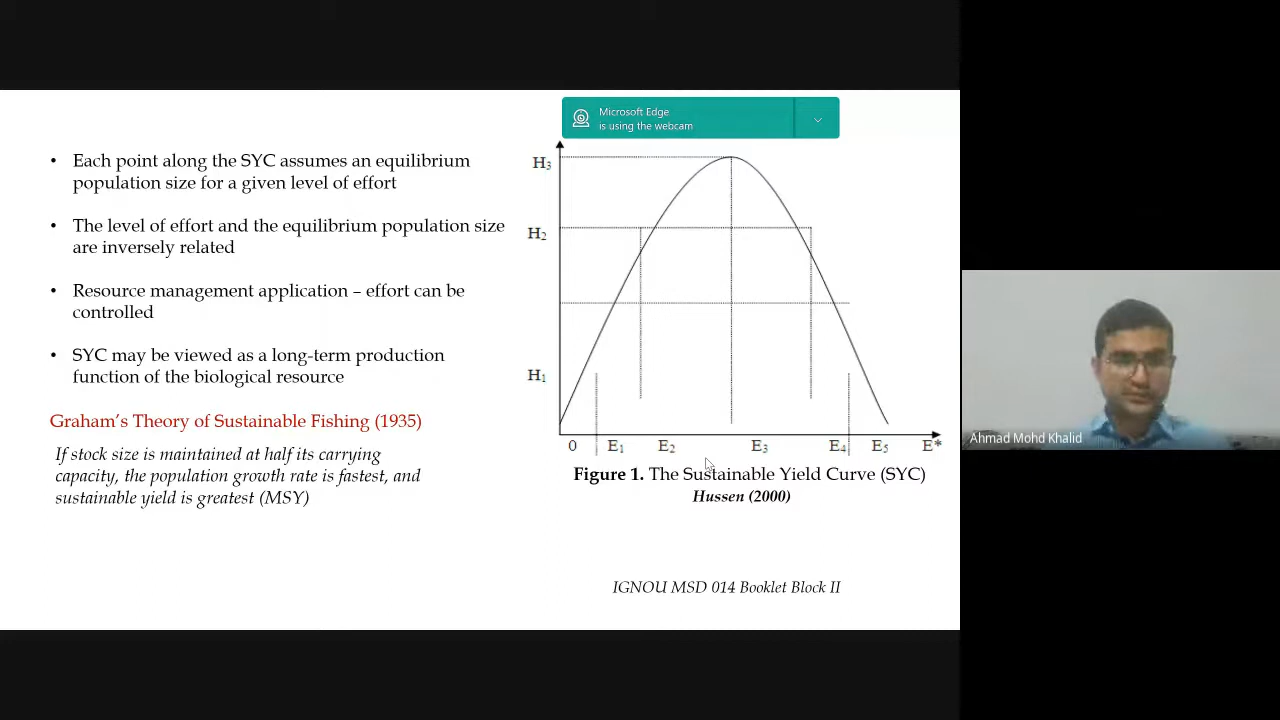 Microsoft Edge
is using the webcam
• Each point along the SYC assumes an equilibrium
population size for a given level of effort
• The level of effort and the equilibrium population size
are inversely related
• Resource management application – effort can be
controlled
• SYC may be viewed as a long-term production
function of the biological resource
Graham's Theory of Sustainable Fishing (1935)
If stock size is maintained at half its carrying
capacity, the population growth rate is fastest, and
sustainable yield is greatest (MSY)
H3
H2
H1
0 E1 E2 E3 E4 E5 E*
Figure 1. The Sustainable Yield Curve (SYC)
Hussen (2000)
IGNOU MSD 014 Booklet Block II
Ahmad Mohd Khalid